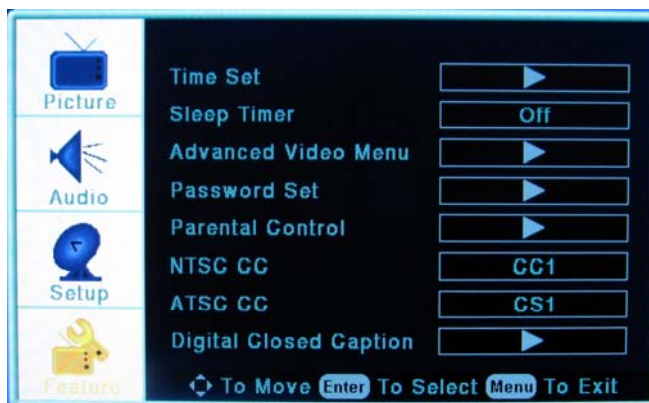 Picture
Audio
Setup
Feature
Time Set
Sleep Timer Off
Advanced Video Menu
Password Set
Parental Control
NTSC CC CC1
ATSC CC CS1
Digital Closed Caption
To Move Enter To Select Menu To Exit